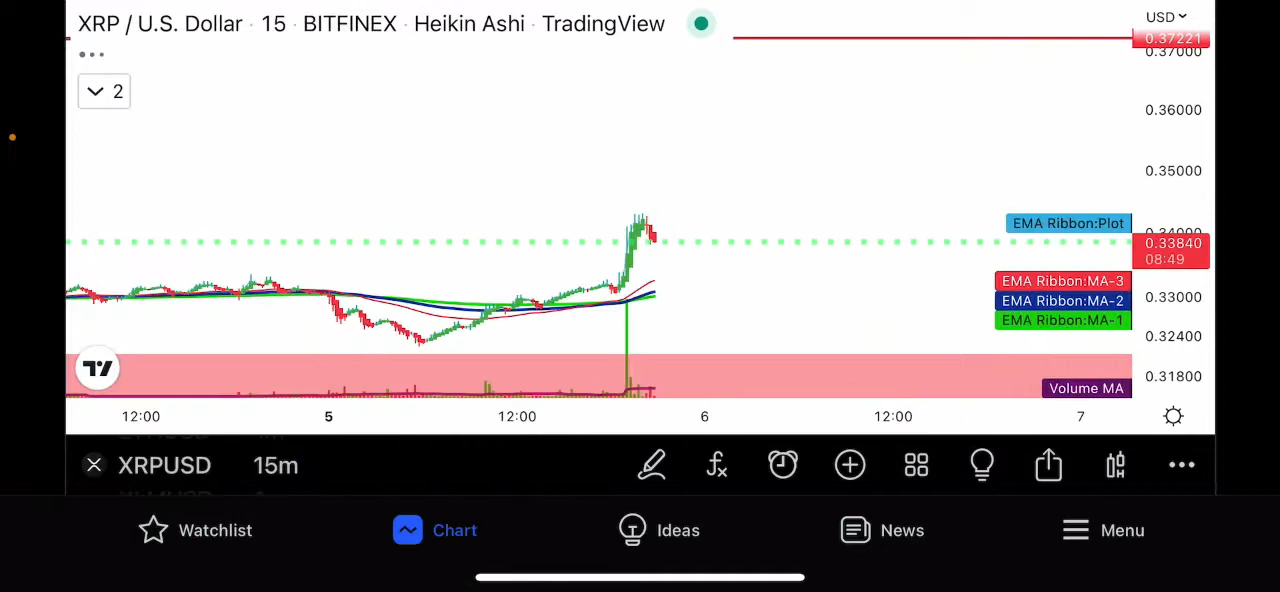 XRP / U.S. Dollar · 15 · BITFINEX · Heikin Ashi · TradingView
USD
0.37221
0.37000
2
0.36000
0.35000
EMA Ribbon:Plot
0.34000
0.33840
08:49
EMA Ribbon:MA-3
EMA Ribbon:MA-2
0.33000
EMA Ribbon:MA-1
0.32400
0.31800
Volume MA
12:00 5 12:00 6 12:00 7
XRPUSD 15m
Watchlist Chart Ideas News Menu